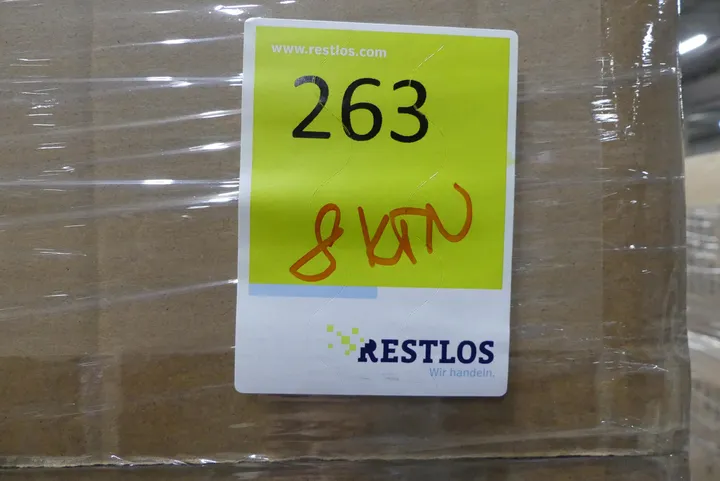 www.restlos.com
263
8 KTN
RESTLOS
Wir handeln.